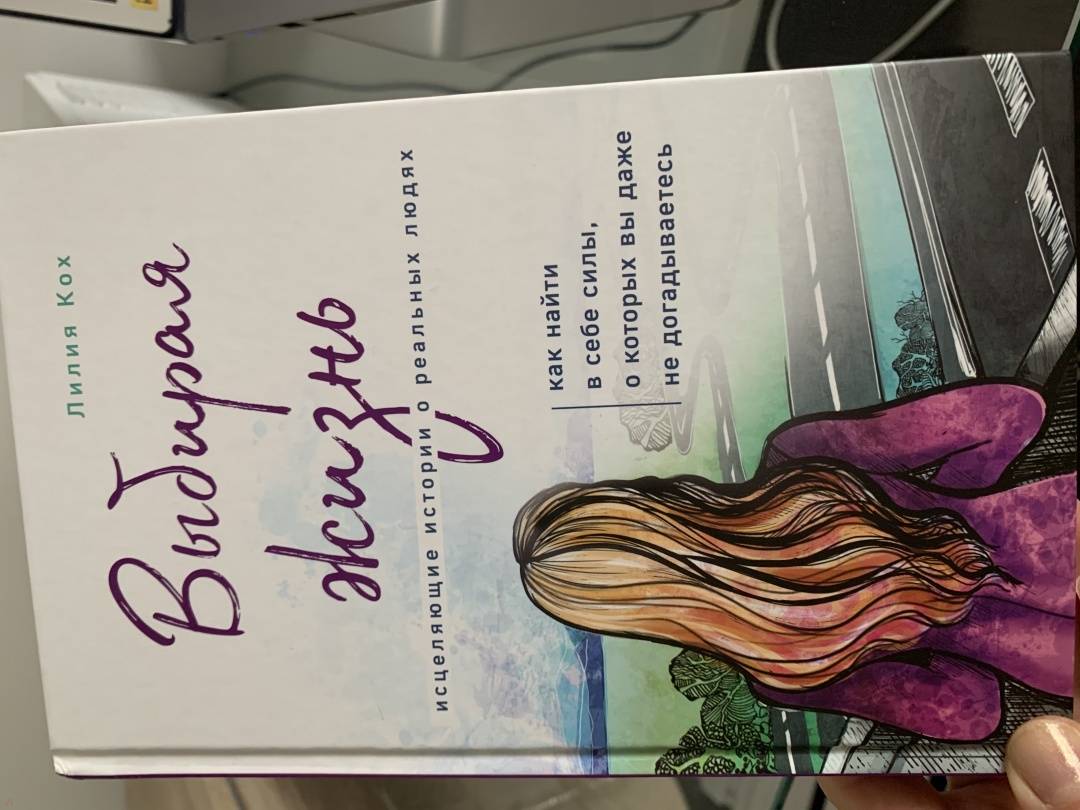 Лилия Кох
Выбирая
жизнь
исцеляющие истории о реальных людях
как найти
в себе силы,
о которых вы даже
не догадываетесь